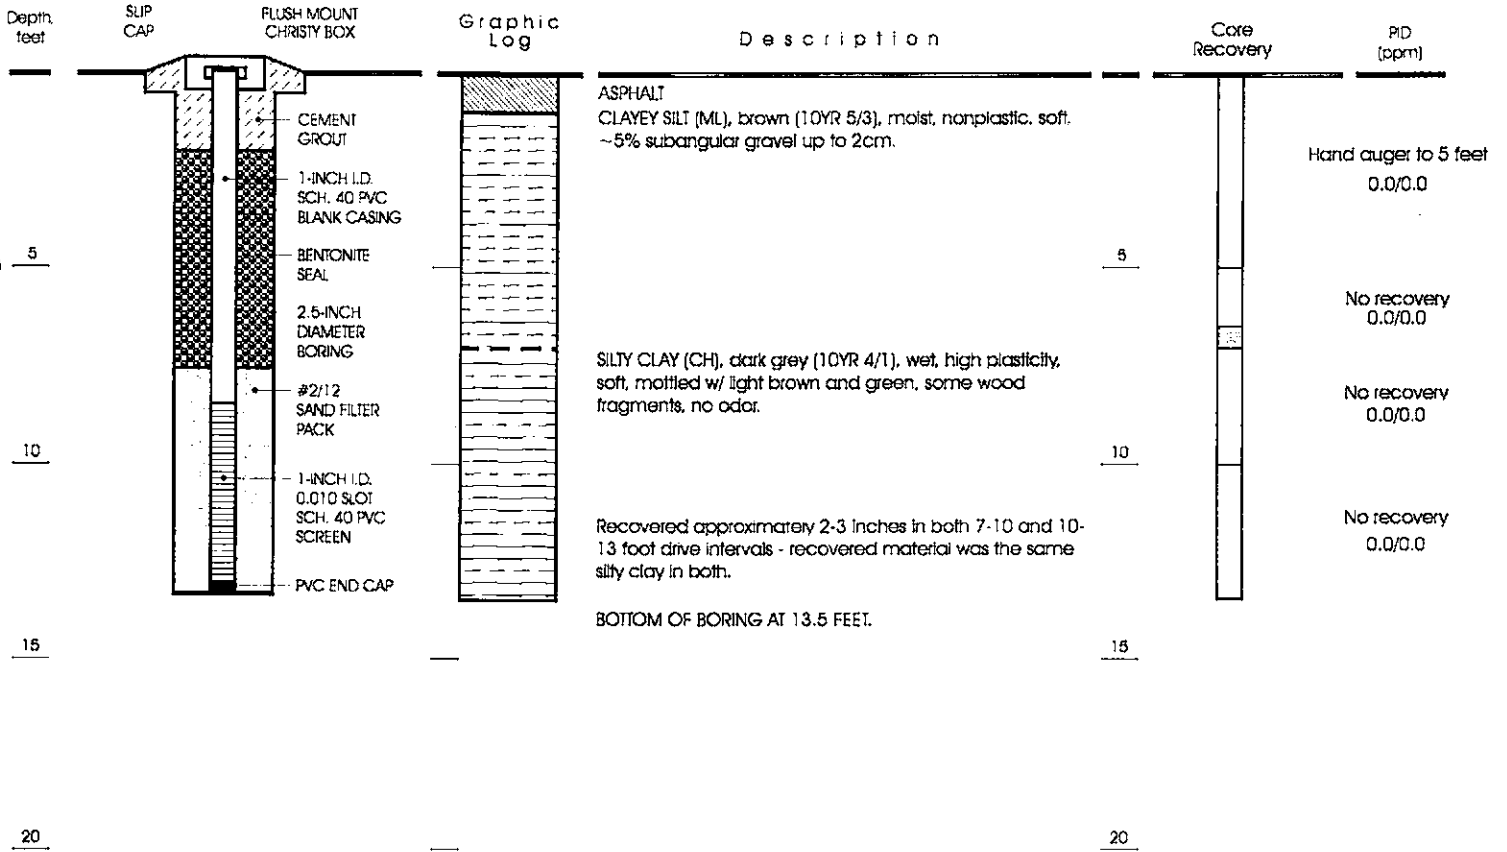 Depth,
feet
SLIP
CAP
FLUSH MOUNT
CHRISTY BOX
Graphic
Log
Description
Core
Recovery
PID
(ppm)
CEMENT
GROUT
1-INCH I.D.
SCH. 40 PVC
BLANK CASING
BENTONITE
SEAL
2.5-INCH
DIAMETER
BORING
#2/12
SAND FILTER
PACK
1-INCH I.D.
0.010 SLOT
SCH. 40 PVC
SCREEN
PVC END CAP
5
10
15
20
ASPHALT
CLAYEY SILT (ML), brown (10YR 5/3), moist, nonplastic, soft,
~5% subangular gravel up to 2cm.
SILTY CLAY (CH), dark grey (10YR 4/1), wet, high plasticity,
soft, mottled w/ light brown and green, some wood
fragments, no odor.
Recovered approximately 2-3 inches in both 7-10 and 10-
13 foot drive intervals - recovered material was the same
silty clay in both.
BOTTOM OF BORING AT 13.5 FEET.
5
10
15
20
Hand auger to 5 feet
0.0/0.0
No recovery
0.0/0.0
No recovery
0.0/0.0
No recovery
0.0/0.0